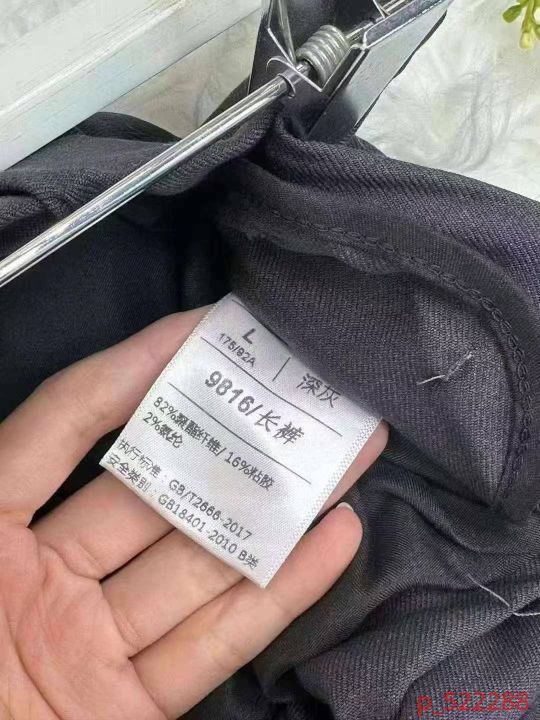 L
175/92A
深灰
9816/长裤
82%聚酯纤维/16%粘胶
2%氨纶
执行标准：GB/T2666-2017
安全类别：GB18401-2010 B类
p_522288